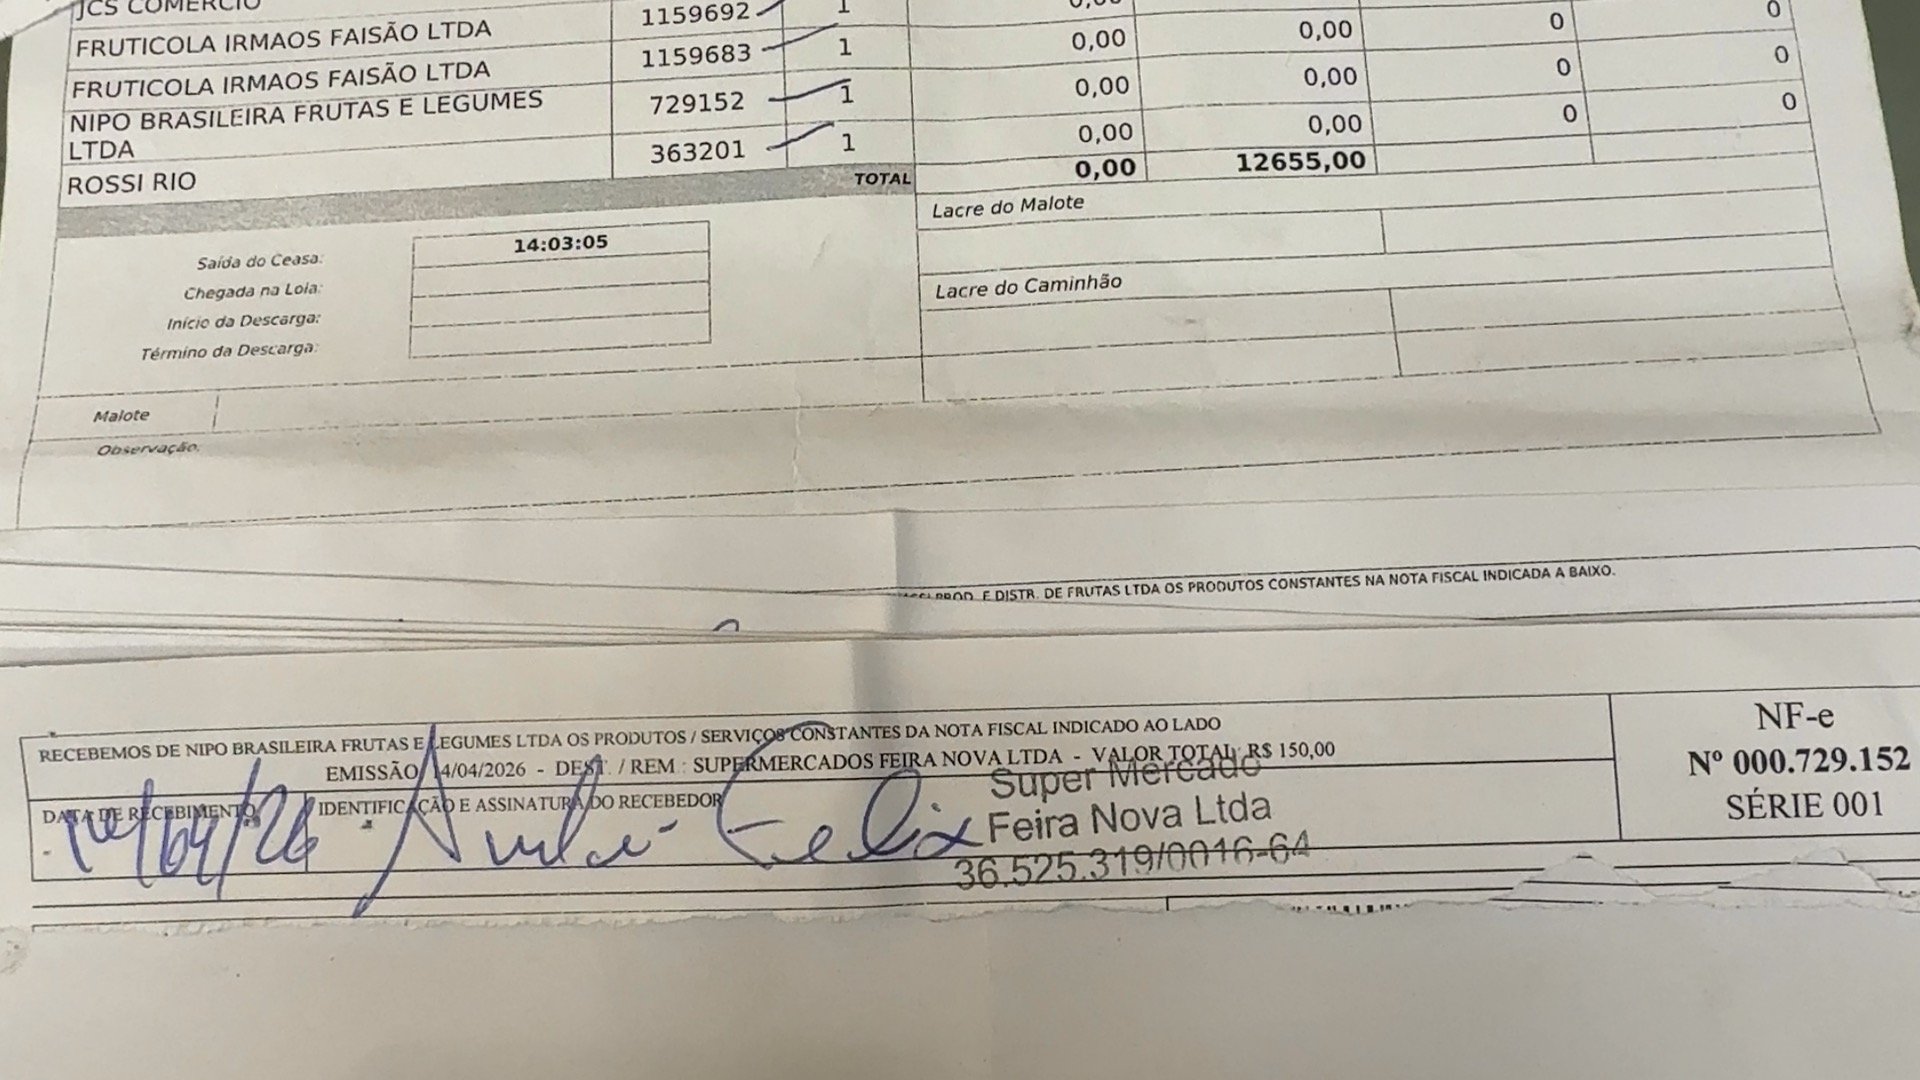 JCS COMERCIO 1159692 1 0,00
FRUTICOLA IRMAOS FAISÃO LTDA 1159683 1 0,00 0,00 0 0
FRUTICOLA IRMAOS FAISÃO LTDA 729152 1 0,00 0,00 0 0
NIPO BRASILEIRA FRUTAS E LEGUMES
LTDA 363201 1 0,00 0,00 0 0
ROSSI RIO
TOTAL 0,00 12655,00
Saída do Ceasa: 14:03:05
Chegada na Loja:
Início da Descarga:
Término da Descarga:
Lacre do Malote
Lacre do Caminhão
Malote
Observação:
PROD. E DISTR. DE FRUTAS LTDA OS PRODUTOS CONSTANTES NA NOTA FISCAL INDICADA A BAIXO.
RECEBEMOS DE NIPO BRASILEIRA FRUTAS E LEGUMES LTDA OS PRODUTOS / SERVIÇOS CONSTANTES DA NOTA FISCAL INDICADO AO LADO
EMISSÃO 14/04/2026 - DEST. / REM : SUPERMERCADOS FEIRA NOVA LTDA - VALOR TOTAL: R$ 150,00
DATA DE RECEBIMENTO
14/04/26
IDENTIFICAÇÃO E ASSINATURA DO RECEBEDOR
Felix
Super Mercado
Feira Nova Ltda
36.525.319/0016-64
NF-e
Nº 000.729.152
SÉRIE 001